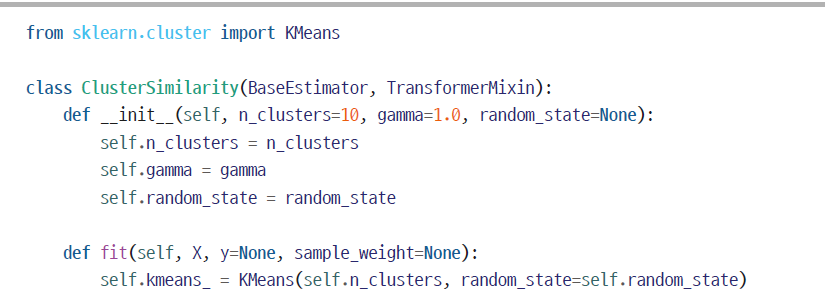 from sklearn.cluster import KMeans
class ClusterSimilarity(BaseEstimator, TransformerMixin):
    def __init__(self, n_clusters=10, gamma=1.0, random_state=None):
        self.n_clusters = n_clusters
        self.gamma = gamma
        self.random_state = random_state
    def fit(self, X, y=None, sample_weight=None):
        self.kmeans_ = KMeans(self.n_clusters, random_state=self.random_state)